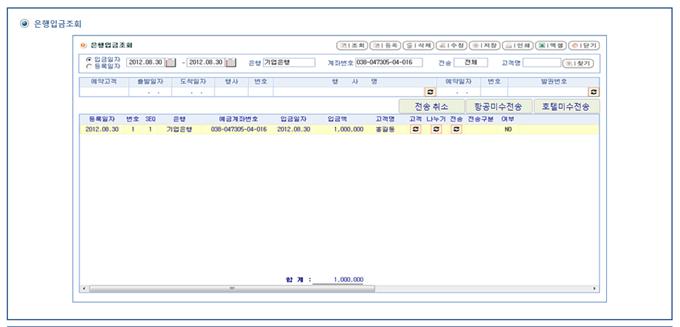 은행입금조회
은행입금조회 조회 등록 삭제 수정 저장 인쇄 엑셀 닫기
입금일자 2012.08.30 - 2012.08.30 은행 기업은행 계좌번호 038-047305-04-016 전송 전체 고객명 찾기
등록일자
예약고객 출발일자 도착일자 행사 번호 행 사 명 예약일자 번호 발권번호
전송 취소 항공미수전송 호텔미수전송
등록일자 번호 SEQ 은행 예금계좌번호 입금일자 입금액 고객명 고객 나누기 전송 전송구분 여부
2012.08.30 1 1 기업은행 038-047305-04-016 2012.08.30 1,000,000 홍길동 NO
합 계 : 1,000,000